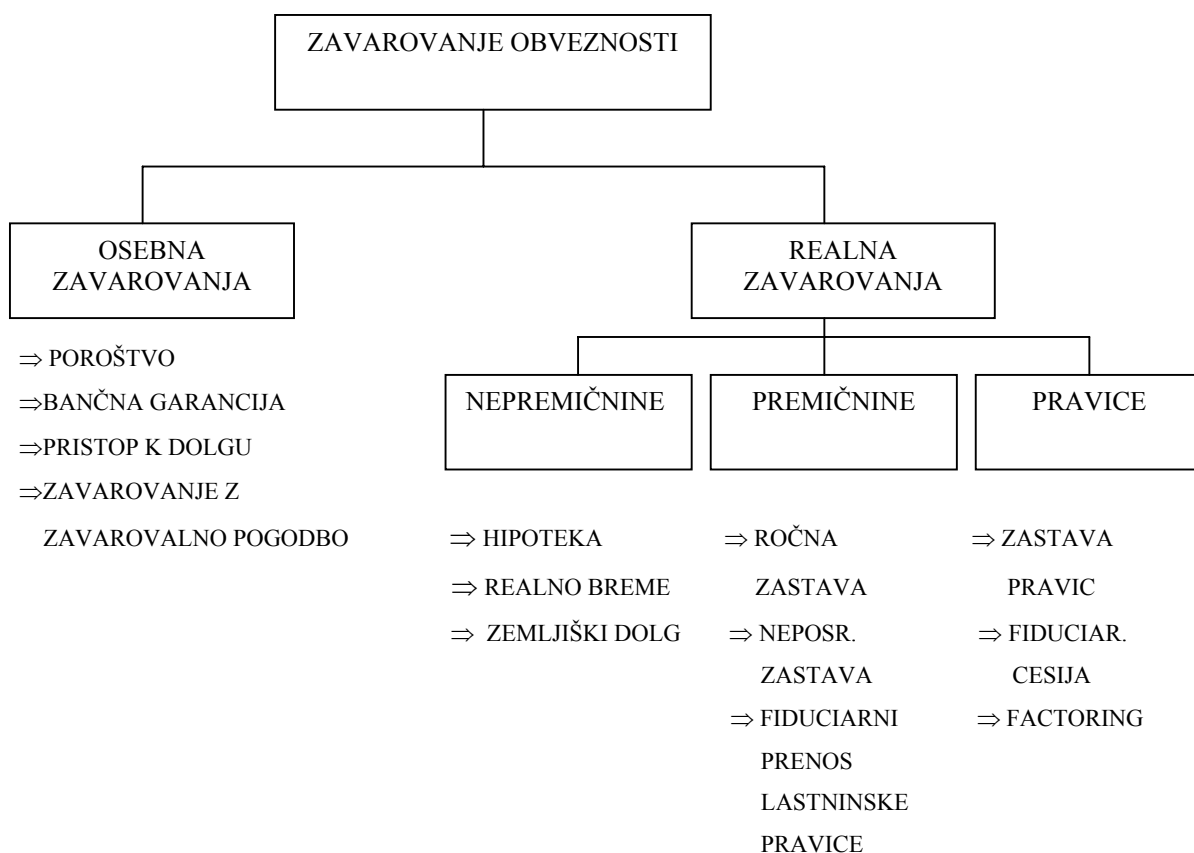 ZAVAROVANJE OBVEZNOSTI
OSEBNA
ZAVAROVANJA
REALNA
ZAVAROVANJA
⇒ POROŠTVO
⇒BANČNA GARANCIJA
⇒PRISTOP K DOLGU
⇒ZAVAROVANJE Z
ZAVAROVALNO POGODBO
NEPREMIČNINE
PREMIČNINE
PRAVICE
⇒ HIPOTEKA
⇒ REALNO BREME
⇒ ZEMLJIŠKI DOLG
⇒ ROČNA
ZASTAVA
⇒ NEPOSR.
ZASTAVA
⇒ FIDUCIARNI
PRENOS
LASTNINSKE
PRAVICE
⇒ ZASTAVA
PRAVIC
⇒ FIDUCIAR.
CESIJA
⇒ FACTORING